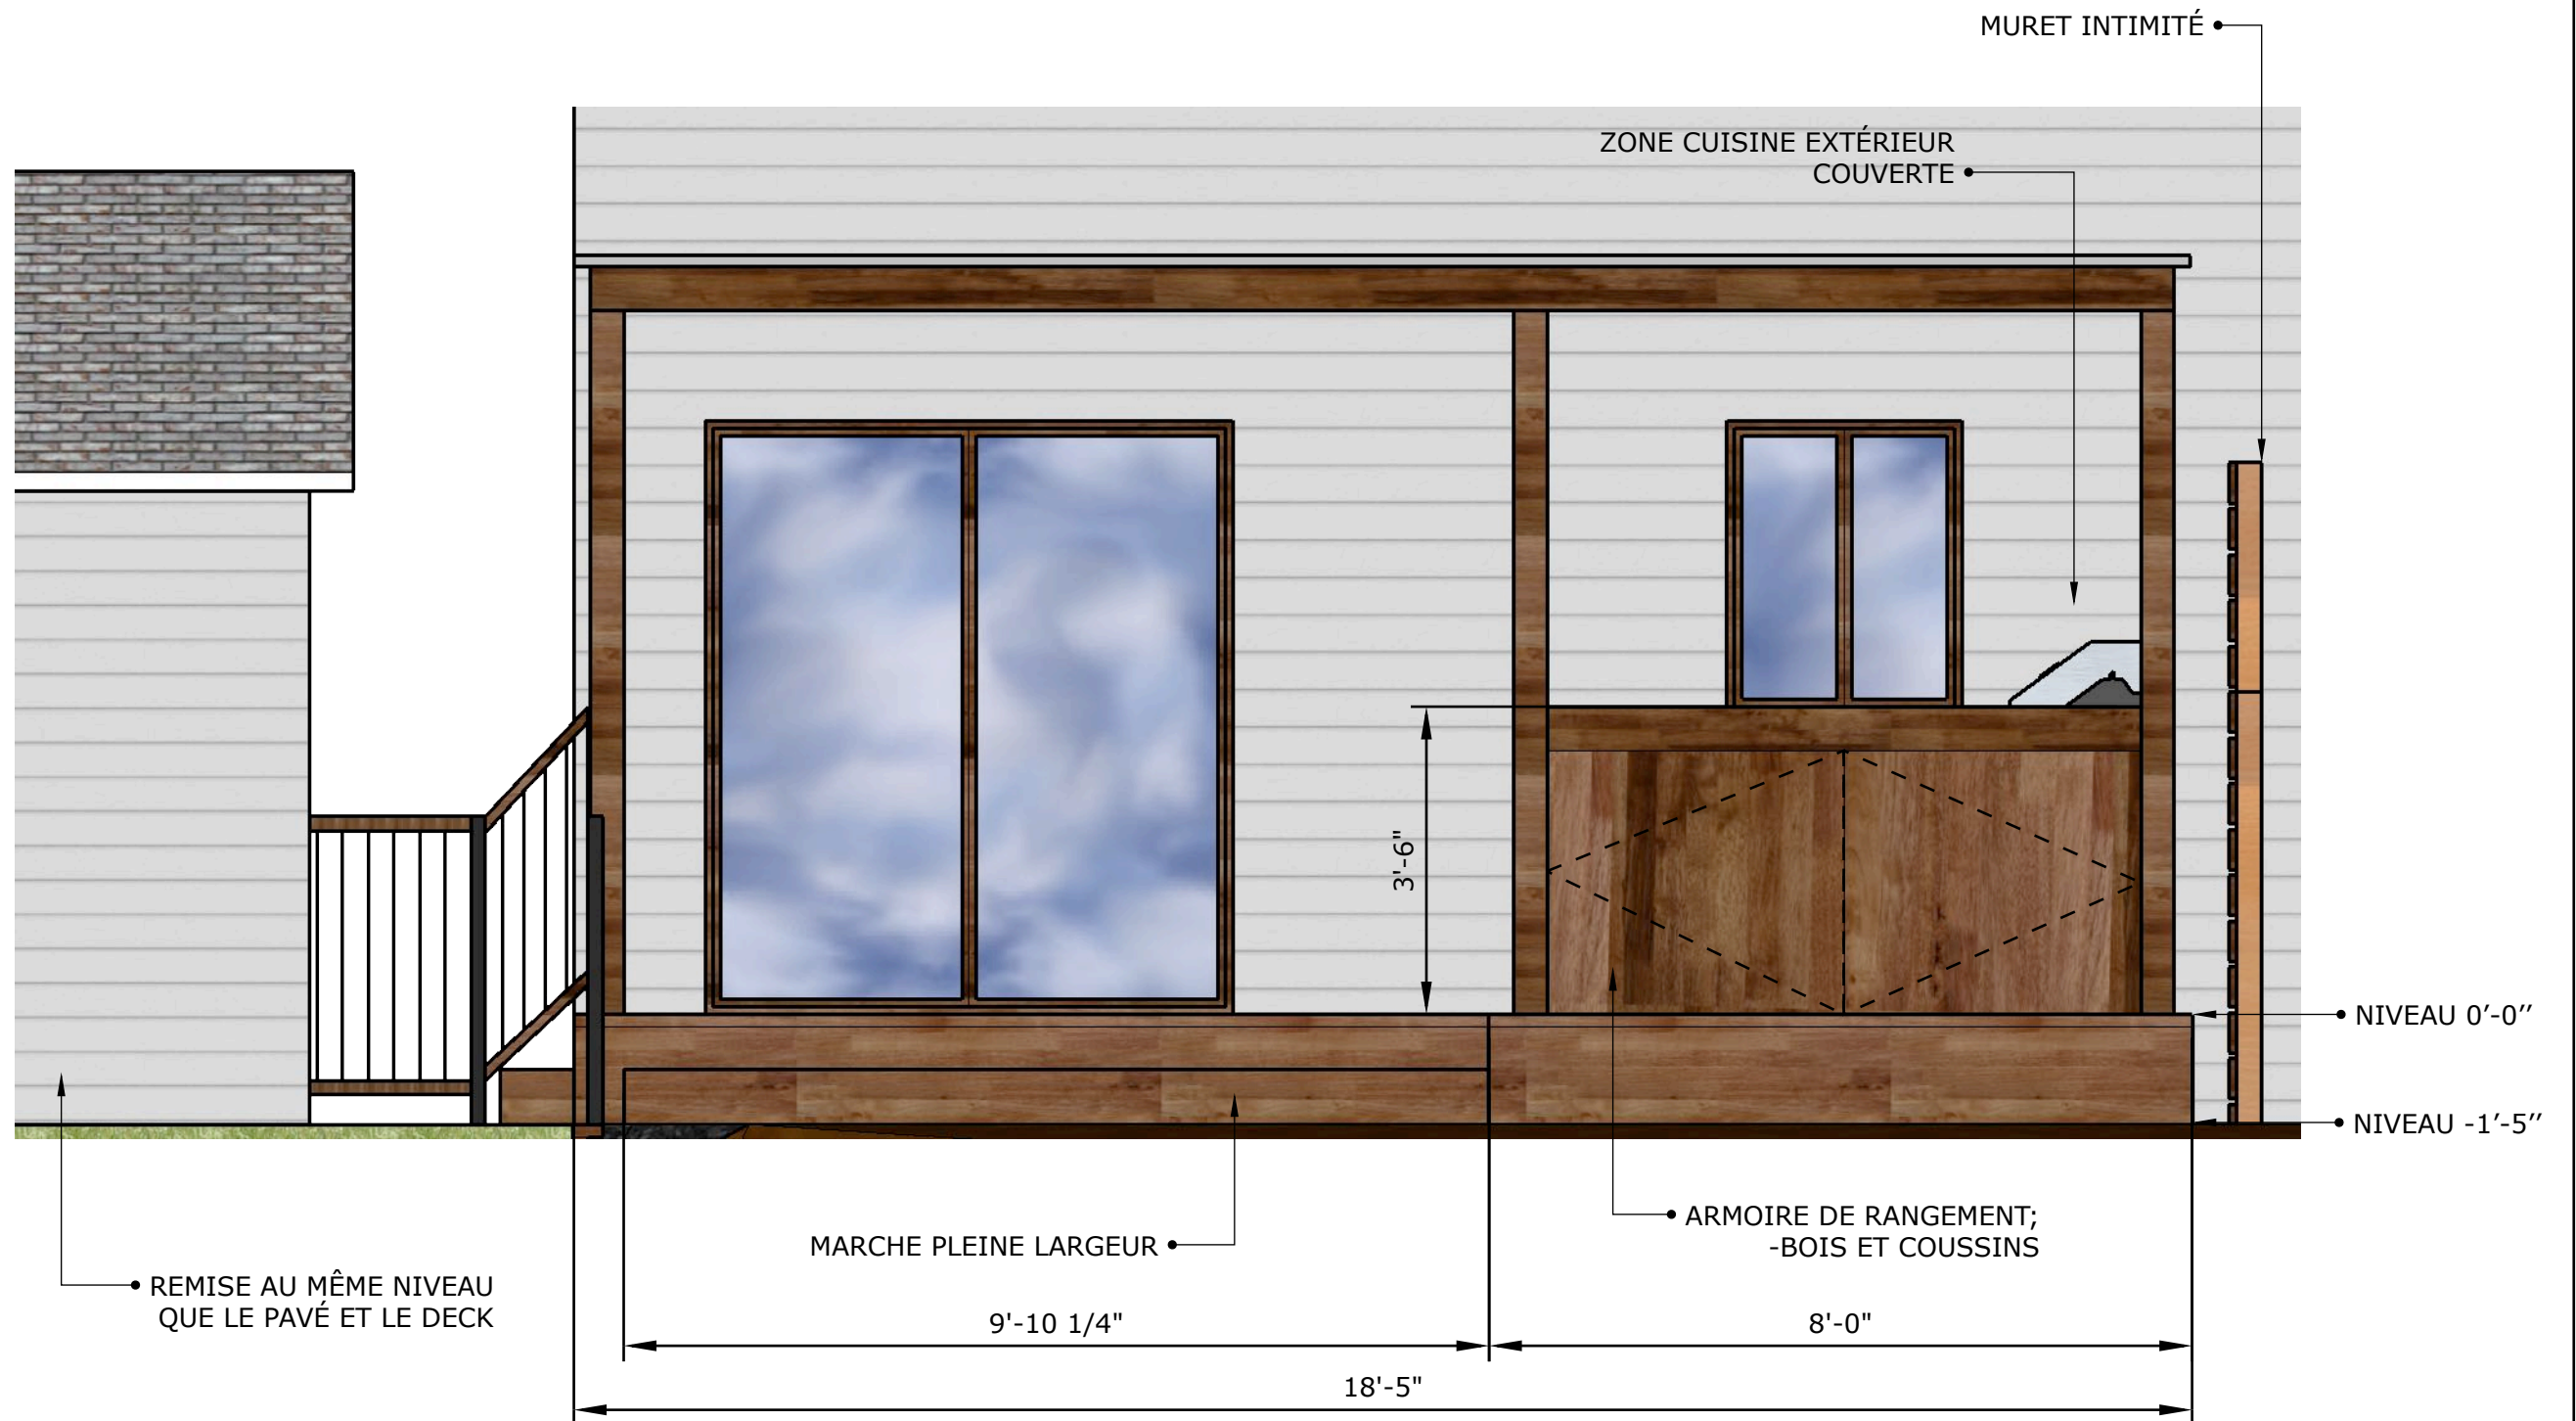 MURET INTIMITÉ
ZONE CUISINE EXTÉRIEUR
COUVERTE
3'-6"
NIVEAU 0'-0''
NIVEAU -1'-5''
ARMOIRE DE RANGEMENT;
-BOIS ET COUSSINS
MARCHE PLEINE LARGEUR
REMISE AU MÊME NIVEAU
QUE LE PAVÉ ET LE DECK
9'-10 1/4"
8'-0"
18'-5"